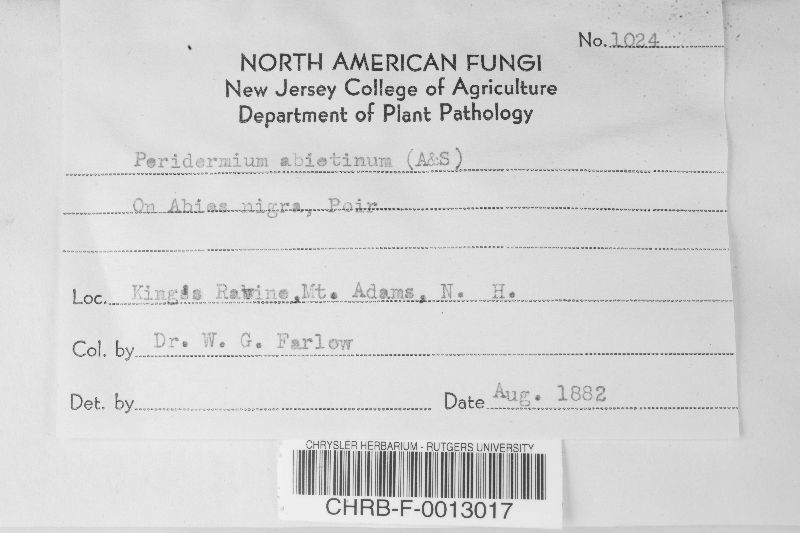 No. 1024
NORTH AMERICAN FUNGI
New Jersey College of Agriculture
Department of Plant Pathology
Peridermium abietinum (A&S)
On Abies nigra, Poir
Loc. King's Ravine, Mt. Adams, N. H.
Col. by Dr. W. G. Farlow
Det. by Date Aug. 1882
CHRYSLER HERBARIUM - RUTGERS UNIVERSITY
CHRB-F-0013017